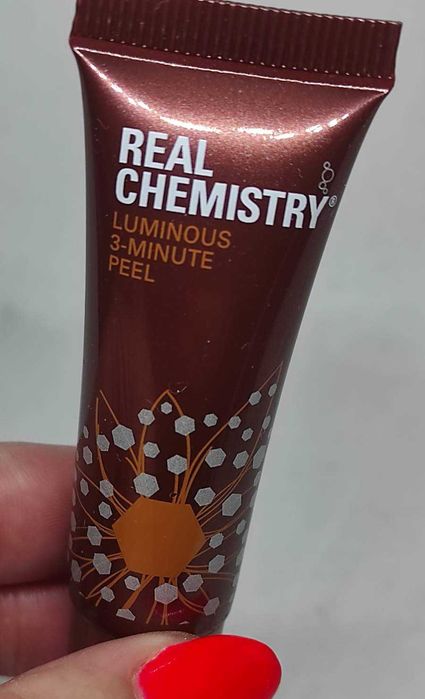 REAL
CHEMISTRY®
LUMINOUS
3-MINUTE
PEEL